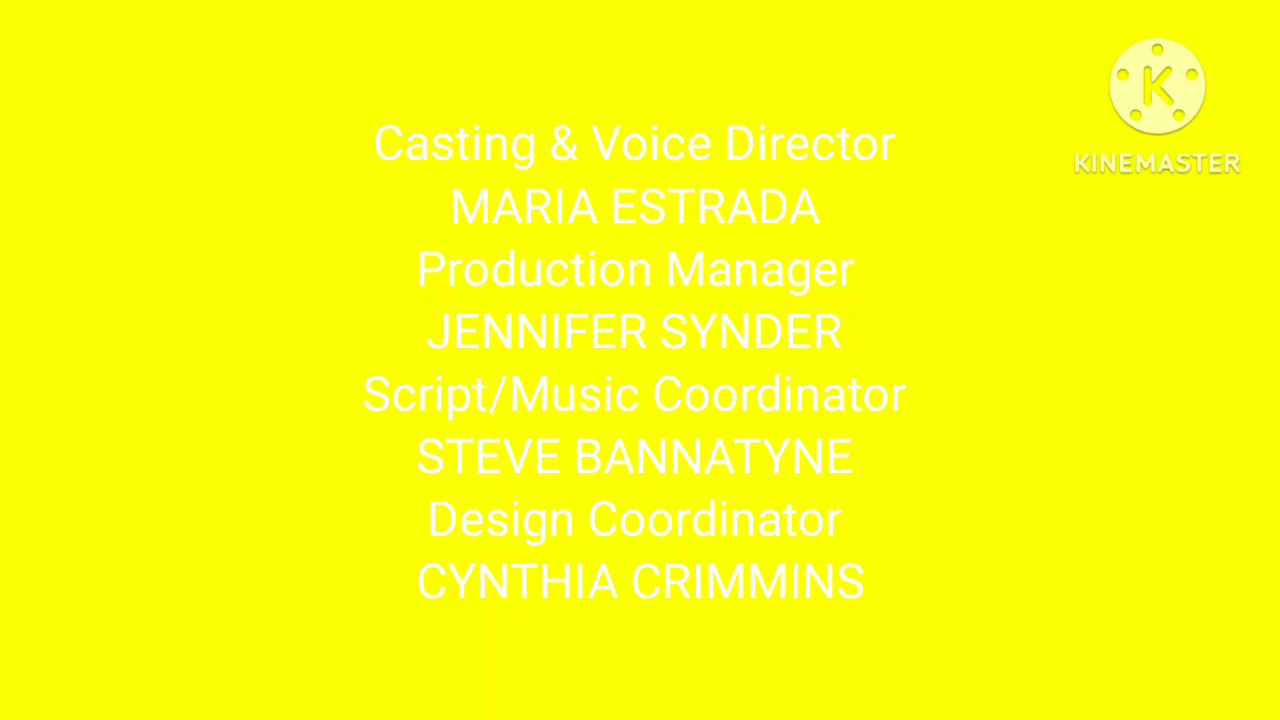 Casting & Voice Director
MARIA ESTRADA
Production Manager
JENNIFER SYNDER
Script/Music Coordinator
STEVE BANNATYNE
Design Coordinator
CYNTHIA CRIMMINS
K
KINEMASTER